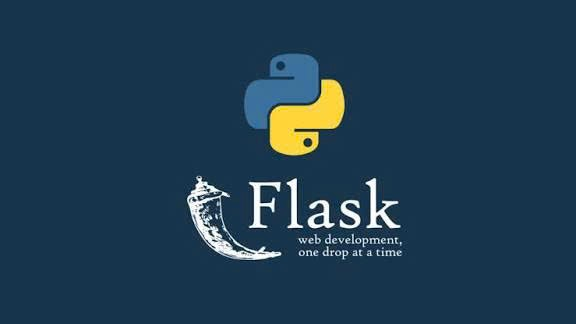 Flask
web development,
one drop at a time